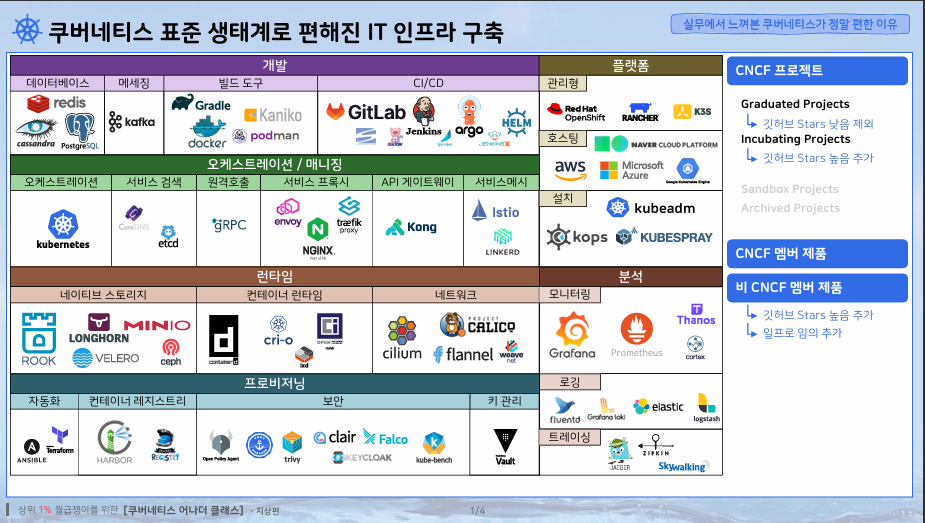 쿠버네티스 표준 생태계로 편해진 IT 인프라 구축
실무에서 느껴본 쿠버네티스가 정말 편한 이유
개발
데이터베이스 메세징 빌드 도구 CI/CD
redis
cassandra
PostgreSQL
kafka
Gradle
Kaniko
docker
podman
GitLab
Jenkins
argo
HELM
JENKINS X
오케스트레이션 / 매니징
오케스트레이션 서비스 검색 원격호출 서비스 프록시 API 게이트웨이 서비스메시
kubernetes
CoreDNS
etcd
gRPC
envoy
træfik
proxy
NGINX
Part of F5
Kong
Istio
LINKERD
런타임
네이티브 스토리지 컨테이너 런타임 네트워크
ROOK
LONGHORN
MINIO
VELERO
ceph
containerd
cri-o
lxd
cilium
PROJECT
CALICO
flannel
weave
net
프로비저닝
자동화 컨테이너 레지스트리 보안 키 관리
ANSIBLE
Terraform
HARBOR
REGISTRY
Open Policy Agent
trivy
clair
Falco
KEYCLOAK
kube-bench
Vault
플랫폼
관리형
Red Hat
OpenShift
RANCHER
K3S
호스팅
NAVER CLOUD PLATFORM
aws
Microsoft
Azure
Google Kubernetes Engine
설치
kubeadm
kops
KUBESPRAY
분석
모니터링
Grafana
Prometheus
Thanos
cortex
로깅
fluentd
Grafana loki
elastic
logstash
트레이싱
JAEGER
ZIPKIN
Skywalking
CNCF 프로젝트
Graduated Projects
깃허브 Stars 낮음 제외
Incubating Projects
깃허브 Stars 높음 추가
Sandbox Projects
Archived Projects
CNCF 멤버 제품
비 CNCF 멤버 제품
깃허브 Stars 높음 추가
일프로 임의 추가
상위 1% 월급쟁이를 위한 [쿠버네티스 어나더 클래스] - 지상편
1/4